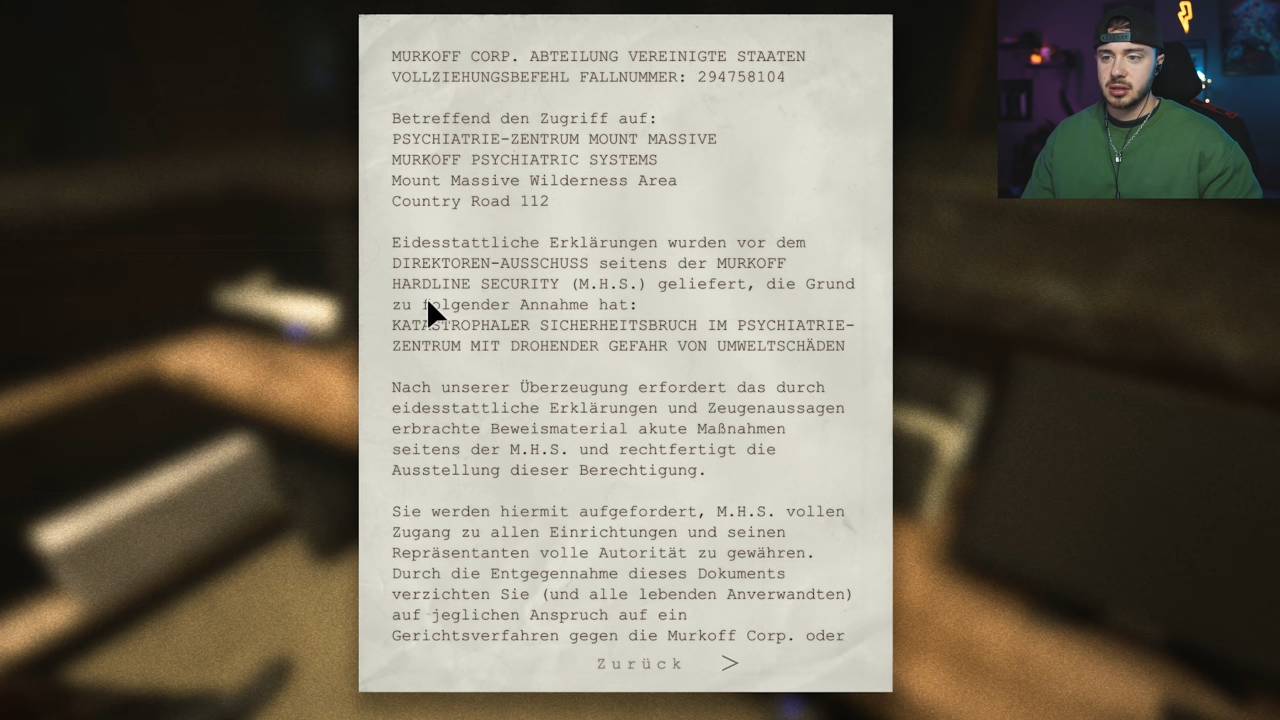 MURKOFF CORP. ABTEILUNG VEREINIGTE STAATEN
VOLLZIEHUNGSBEFEHL FALLNUMMER: 294758104
Betreffend den Zugriff auf:
PSYCHIATRIE-ZENTRUM MOUNT MASSIVE
MURKOFF PSYCHIATRIC SYSTEMS
Mount Massive Wilderness Area
Country Road 112
Eidesstattliche Erklärungen wurden vor dem
DIREKTOREN-AUSSCHUSS seitens der MURKOFF
HARDLINE SECURITY (M.H.S.) geliefert, die Grund
zu folgender Annahme hat:
KATASTROPHALER SICHERHEITSBRUCH IM PSYCHIATRIE-
ZENTRUM MIT DROHENDER GEFAHR VON UMWELTSCHÄDEN
Nach unserer Überzeugung erfordert das durch
eidesstattliche Erklärungen und Zeugenaussagen
erbrachte Beweismaterial akute Maßnahmen
seitens der M.H.S. und rechtfertigt die
Ausstellung dieser Berechtigung.
Sie werden hiermit aufgefordert, M.H.S. vollen
Zugang zu allen Einrichtungen und seinen
Repräsentanten volle Autorität zu gewähren.
Durch die Entgegennahme dieses Dokuments
verzichten Sie (und alle lebenden Anverwandten)
auf jeglichen Anspruch auf ein
Gerichtsverfahren gegen die Murkoff Corp. oder
Zurück >